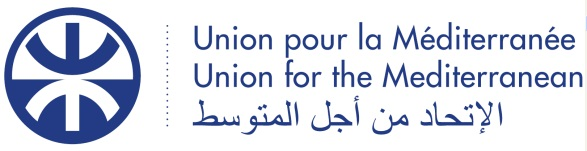 Union pour la Méditerranée
Union for the Mediterranean
الإتحاد من أجل المتوسط